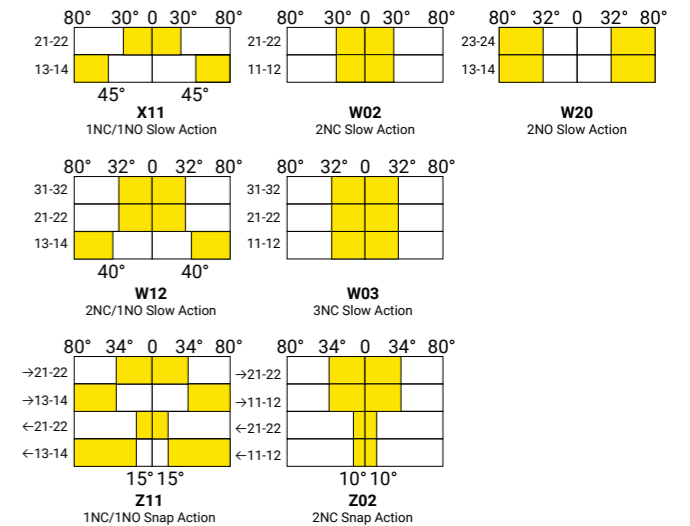 80° 30° 0 30° 80°
21-22
13-14
45° 45°
X11
1NC/1NO Slow Action
80° 30° 0 30° 80°
21-22
11-12
W02
2NC Slow Action
80° 32° 0 32° 80°
23-24
13-14
W20
2NO Slow Action
80° 32° 0 32° 80°
31-32
21-22
13-14
40° 40°
W12
2NC/1NO Slow Action
80° 32° 0 32° 80°
31-32
21-22
11-12
W03
3NC Slow Action
80° 34° 0 34° 80°
→21-22
→13-14
←21-22
←13-14
15° 15°
Z11
1NC/1NO Snap Action
80° 34° 0 34° 80°
→21-22
→11-12
←21-22
←11-12
10° 10°
Z02
2NC Snap Action